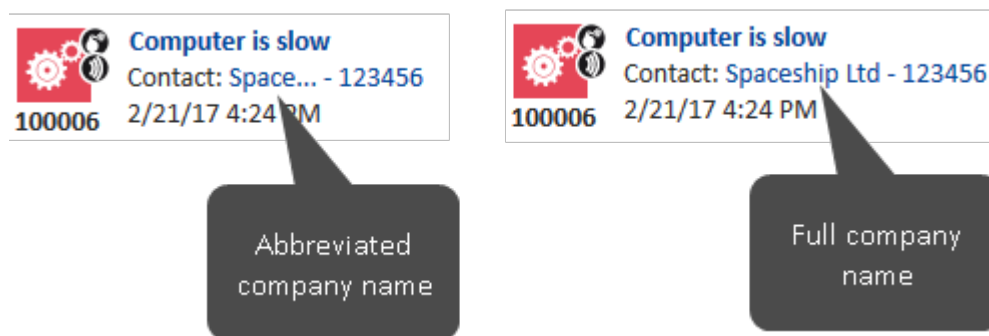 Computer is slow
Contact: Space... - 123456
2/21/17 4:24 PM
100006
Abbreviated
company name
Computer is slow
Contact: Spaceship Ltd - 123456
2/21/17 4:24 PM
100006
Full company
name